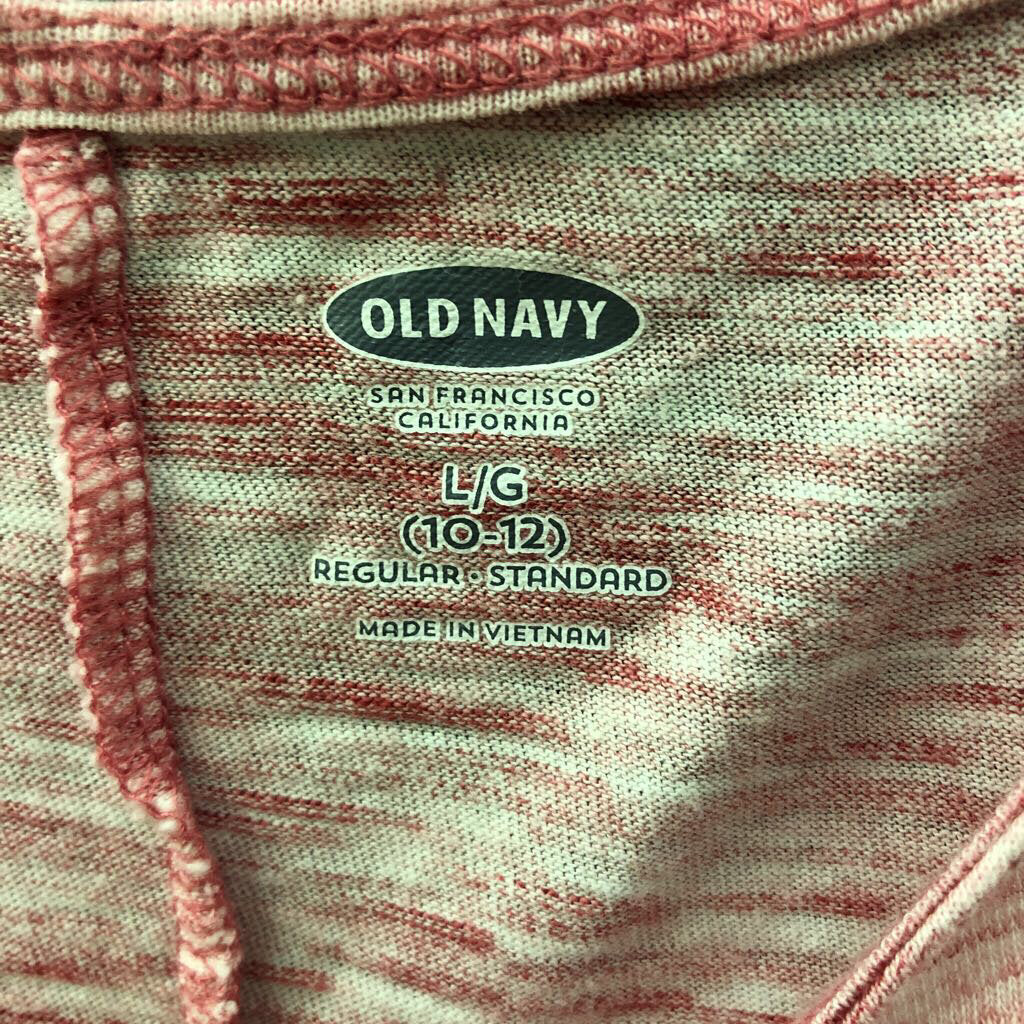 OLD NAVY
SAN FRANCISCO
CALIFORNIA
L/G
(10-12)
REGULAR · STANDARD
MADE IN VIETNAM